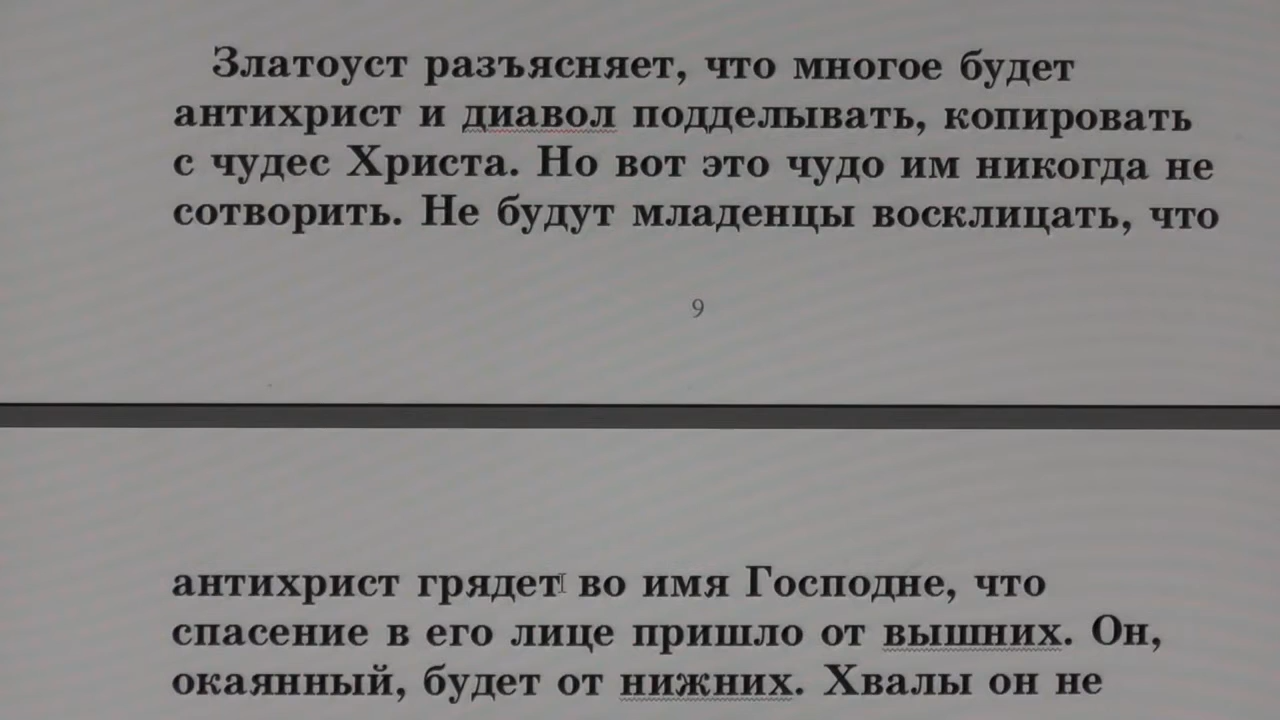 Златоуст разъясняет, что многое будет
антихрист и диавол подделывать, копировать
с чудес Христа. Но вот это чудо им никогда не
сотворить. Не будут младенцы восклицать, что
9
антихрист грядет во имя Господне, что
спасение в его лице пришло от вышних. Он,
окаянный, будет от нижних. Хвалы он не